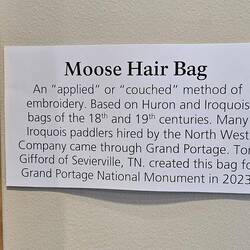 Moose Hair Bag
An "applied" or "couched" method of
embroidery. Based on Huron and Iroquois
bags of the 18th and 19th centuries. Many
Iroquois paddlers hired by the North West
Company came through Grand Portage.
Gifford of Sevierville, TN. created this bag
Grand Portage National Monument in 2023